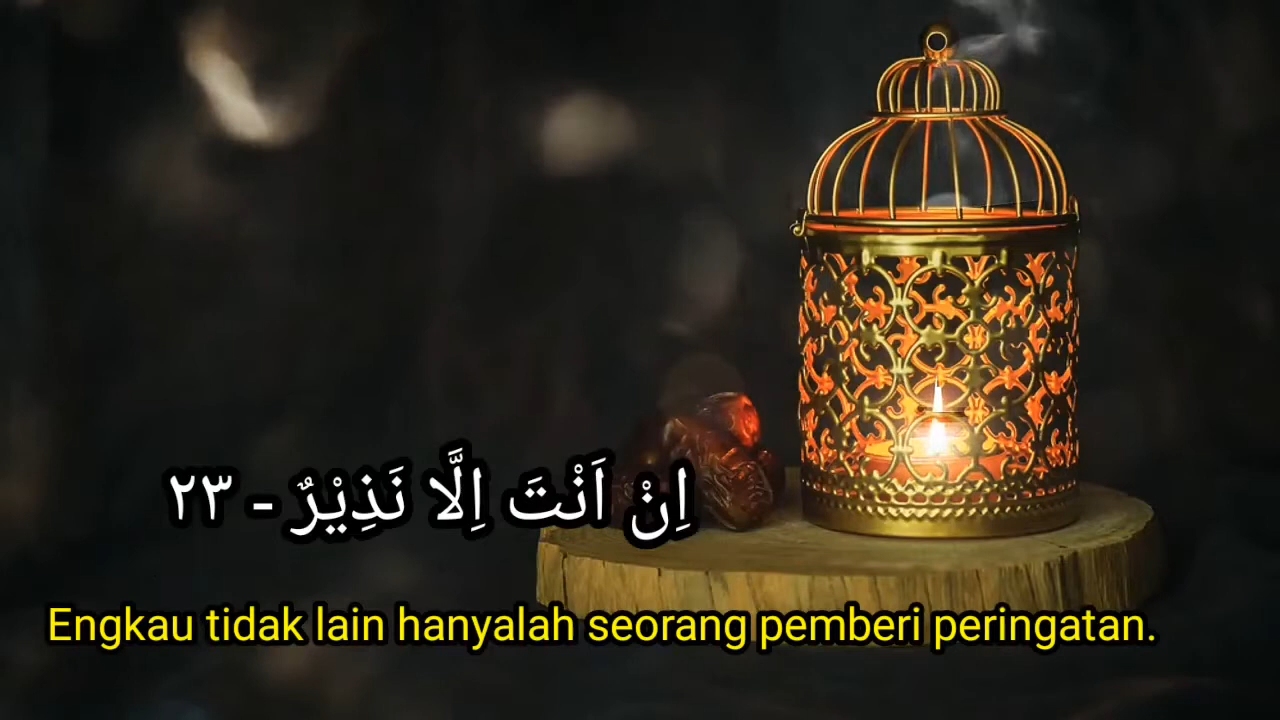 اِنْ اَنْتَ اِلَّا نَذِيْرٌ - ٢٣
Engkau tidak lain hanyalah seorang pemberi peringatan.